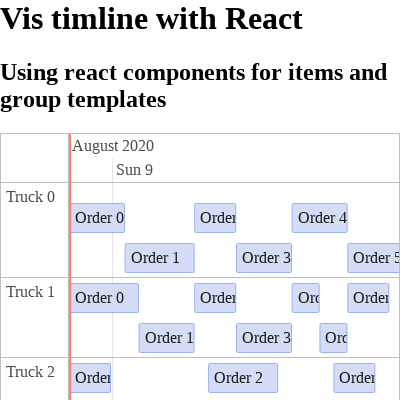 Vis timline with React
Using react components for items and
group templates
August 2020
Sun 9
Truck 0
Order 0
Order
Order 4
Order 1
Order 3
Order 5
Truck 1
Order 0
Order
Ord
Order
Order 1
Order 3
Ord
Truck 2
Order
Order 2
Order